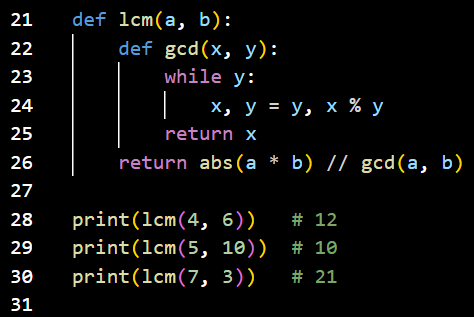 21 def lcm(a, b):
22     def gcd(x, y):
23         while y:
24             x, y = y, x % y
25         return x
26     return abs(a * b) // gcd(a, b)
27
28 print(lcm(4, 6))   # 12
29 print(lcm(5, 10))  # 10
30 print(lcm(7, 3))   # 21
31